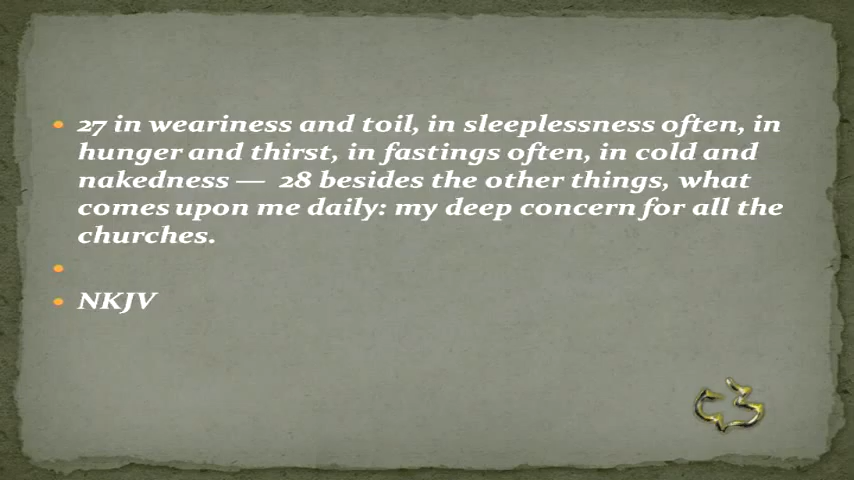 27 in weariness and toil, in sleeplessness often, in
hunger and thirst, in fastings often, in cold and
nakedness — 28 besides the other things, what
comes upon me daily: my deep concern for all the
churches.
NKJV